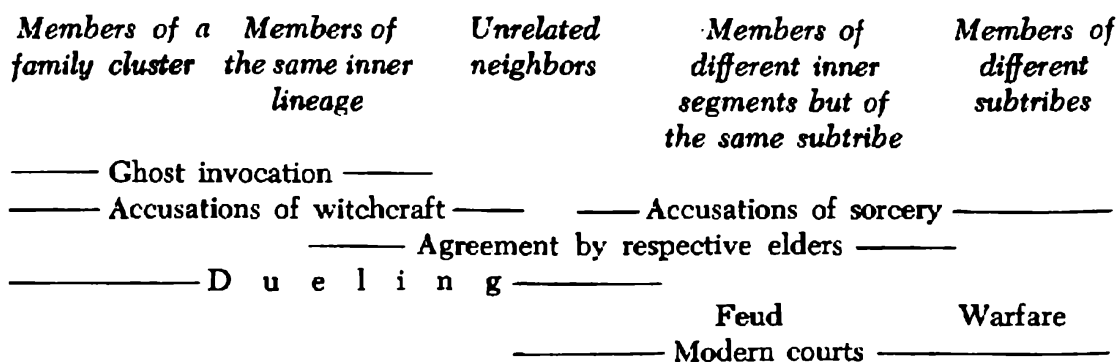 Members of a Members of Unrelated Members of Members of
family cluster the same inner neighbors different inner different
lineage segments but of subtribes
the same subtribe
Ghost invocation
Accusations of witchcraft Accusations of sorcery
Agreement by respective elders
D u e l i n g
Feud Warfare
Modern courts